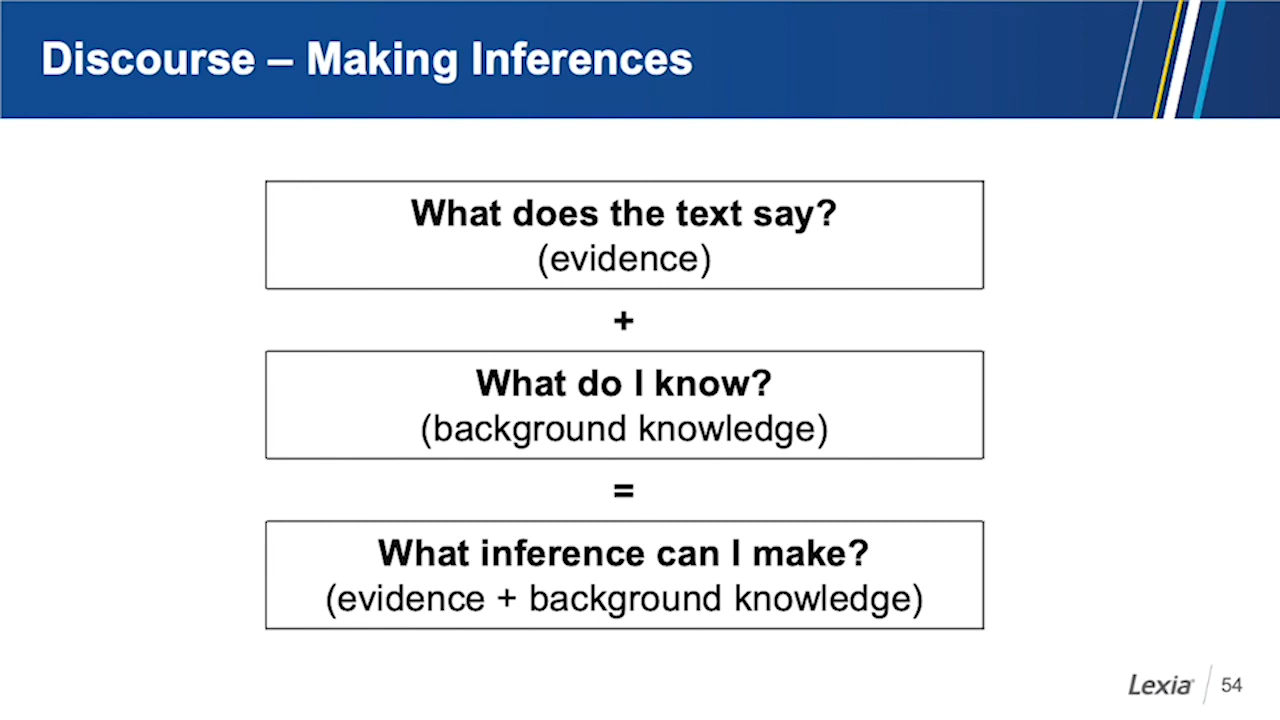 Discourse – Making Inferences
What does the text say?
(evidence)
+
What do I know?
(background knowledge)
=
What inference can I make?
(evidence + background knowledge)
Lexia® 54